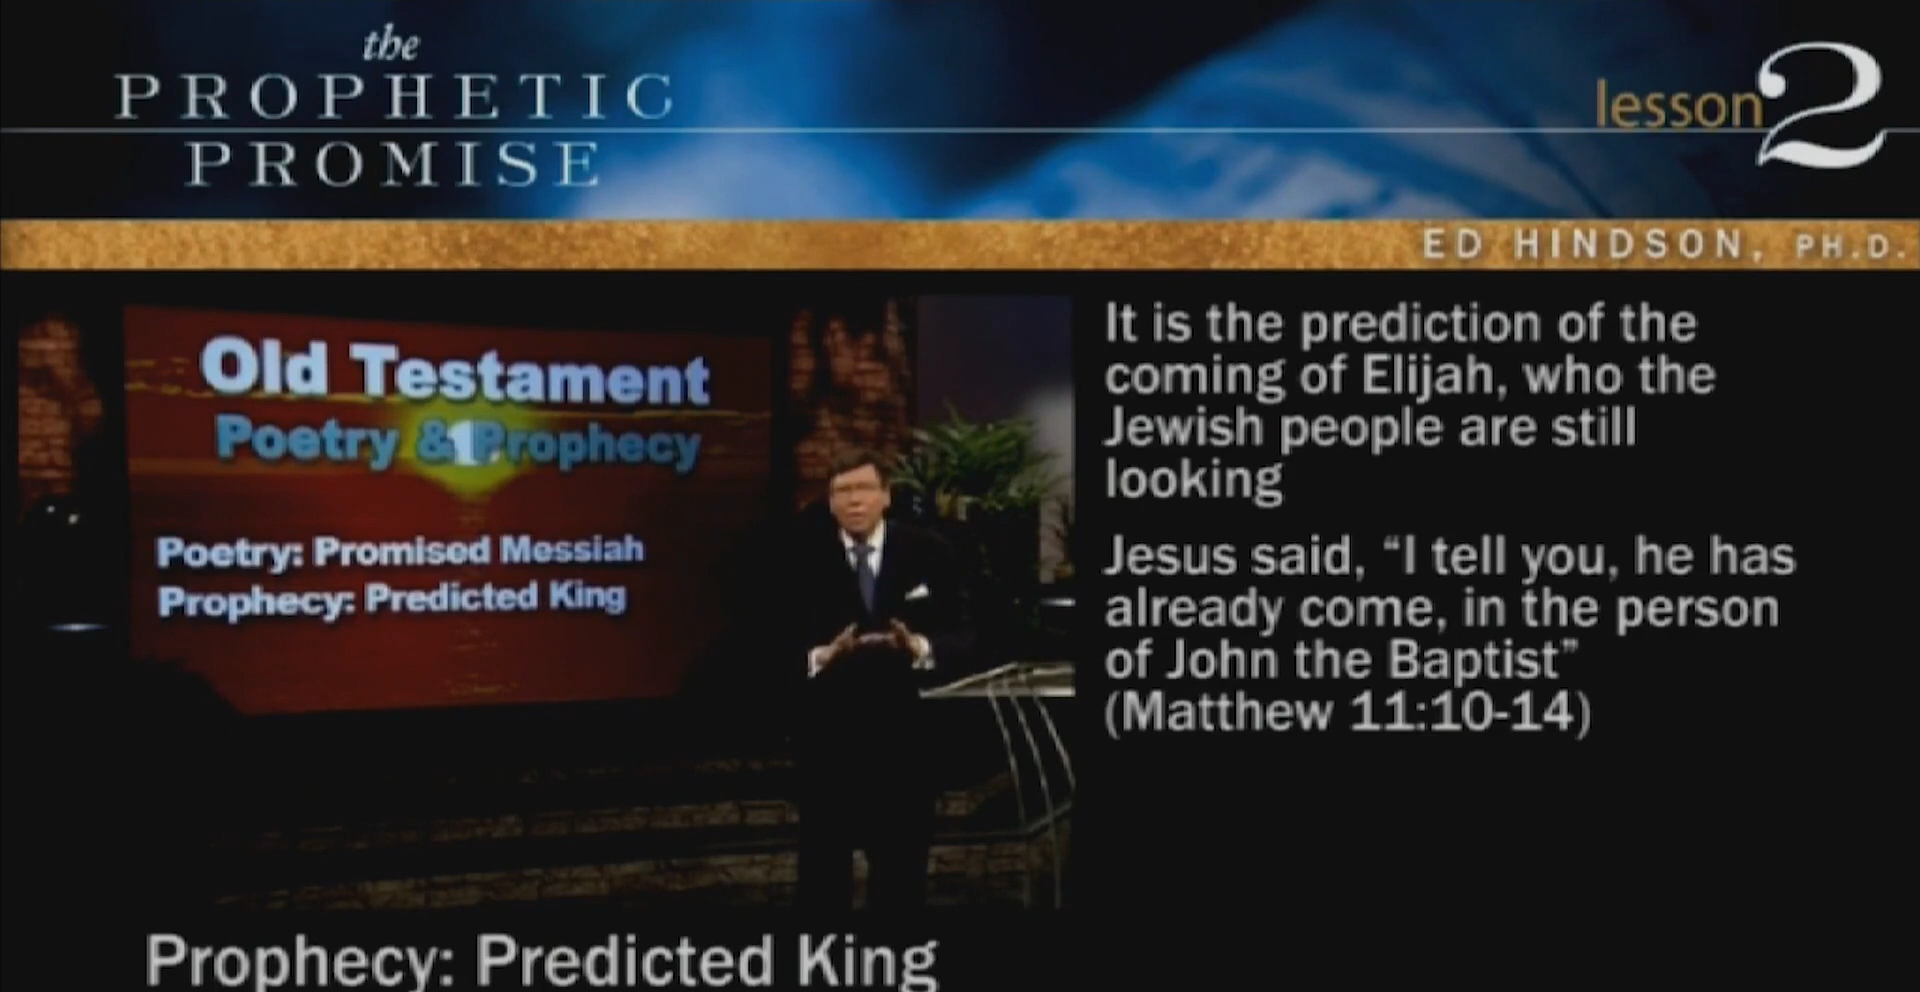 the
PROPHETIC
PROMISE
lesson 2
ED HINDSON, PH.D.
Old Testament
Poetry & Prophecy
Poetry: Promised Messiah
Prophecy: Predicted King
It is the prediction of the
coming of Elijah, who the
Jewish people are still
looking
Jesus said, “I tell you, he has
already come, in the person
of John the Baptist”
(Matthew 11:10-14)
Prophecy: Predicted King